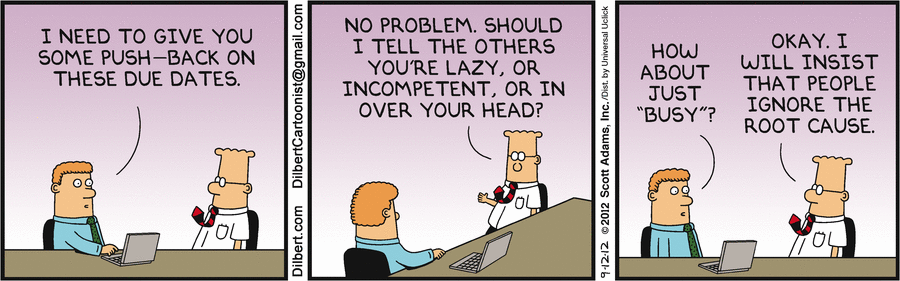 I NEED TO GIVE YOU
SOME PUSH-BACK ON
THESE DUE DATES.
Dilbert.com DilbertCartoonist@gmail.com
NO PROBLEM. SHOULD
I TELL THE OTHERS
YOU'RE LAZY, OR
INCOMPETENT, OR IN
OVER YOUR HEAD?
9-12-12 ©2012 Scott Adams, Inc. /Dist. by Universal Uclick
HOW
ABOUT
JUST
"BUSY"?
OKAY. I
WILL INSIST
THAT PEOPLE
IGNORE THE
ROOT CAUSE.